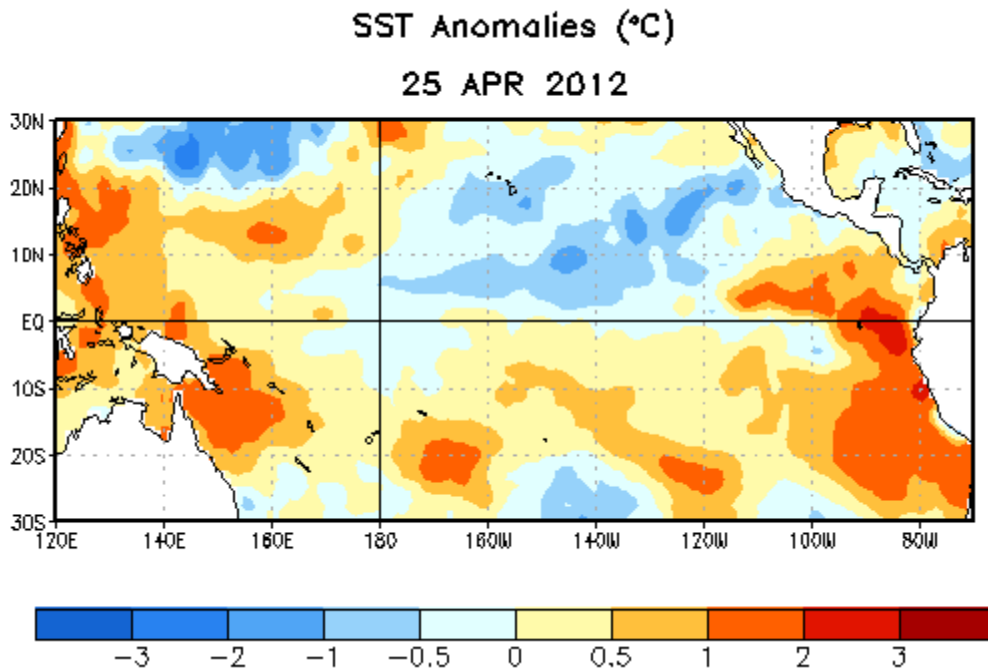 SST Anomalies (°C)
25 APR 2012
30N
20N
10N
EQ
10S
20S
30S
120E 140E 160E 180 160W 140W 120W 100W 80W
-3 -2 -1 -0.5 0 0.5 1 2 3